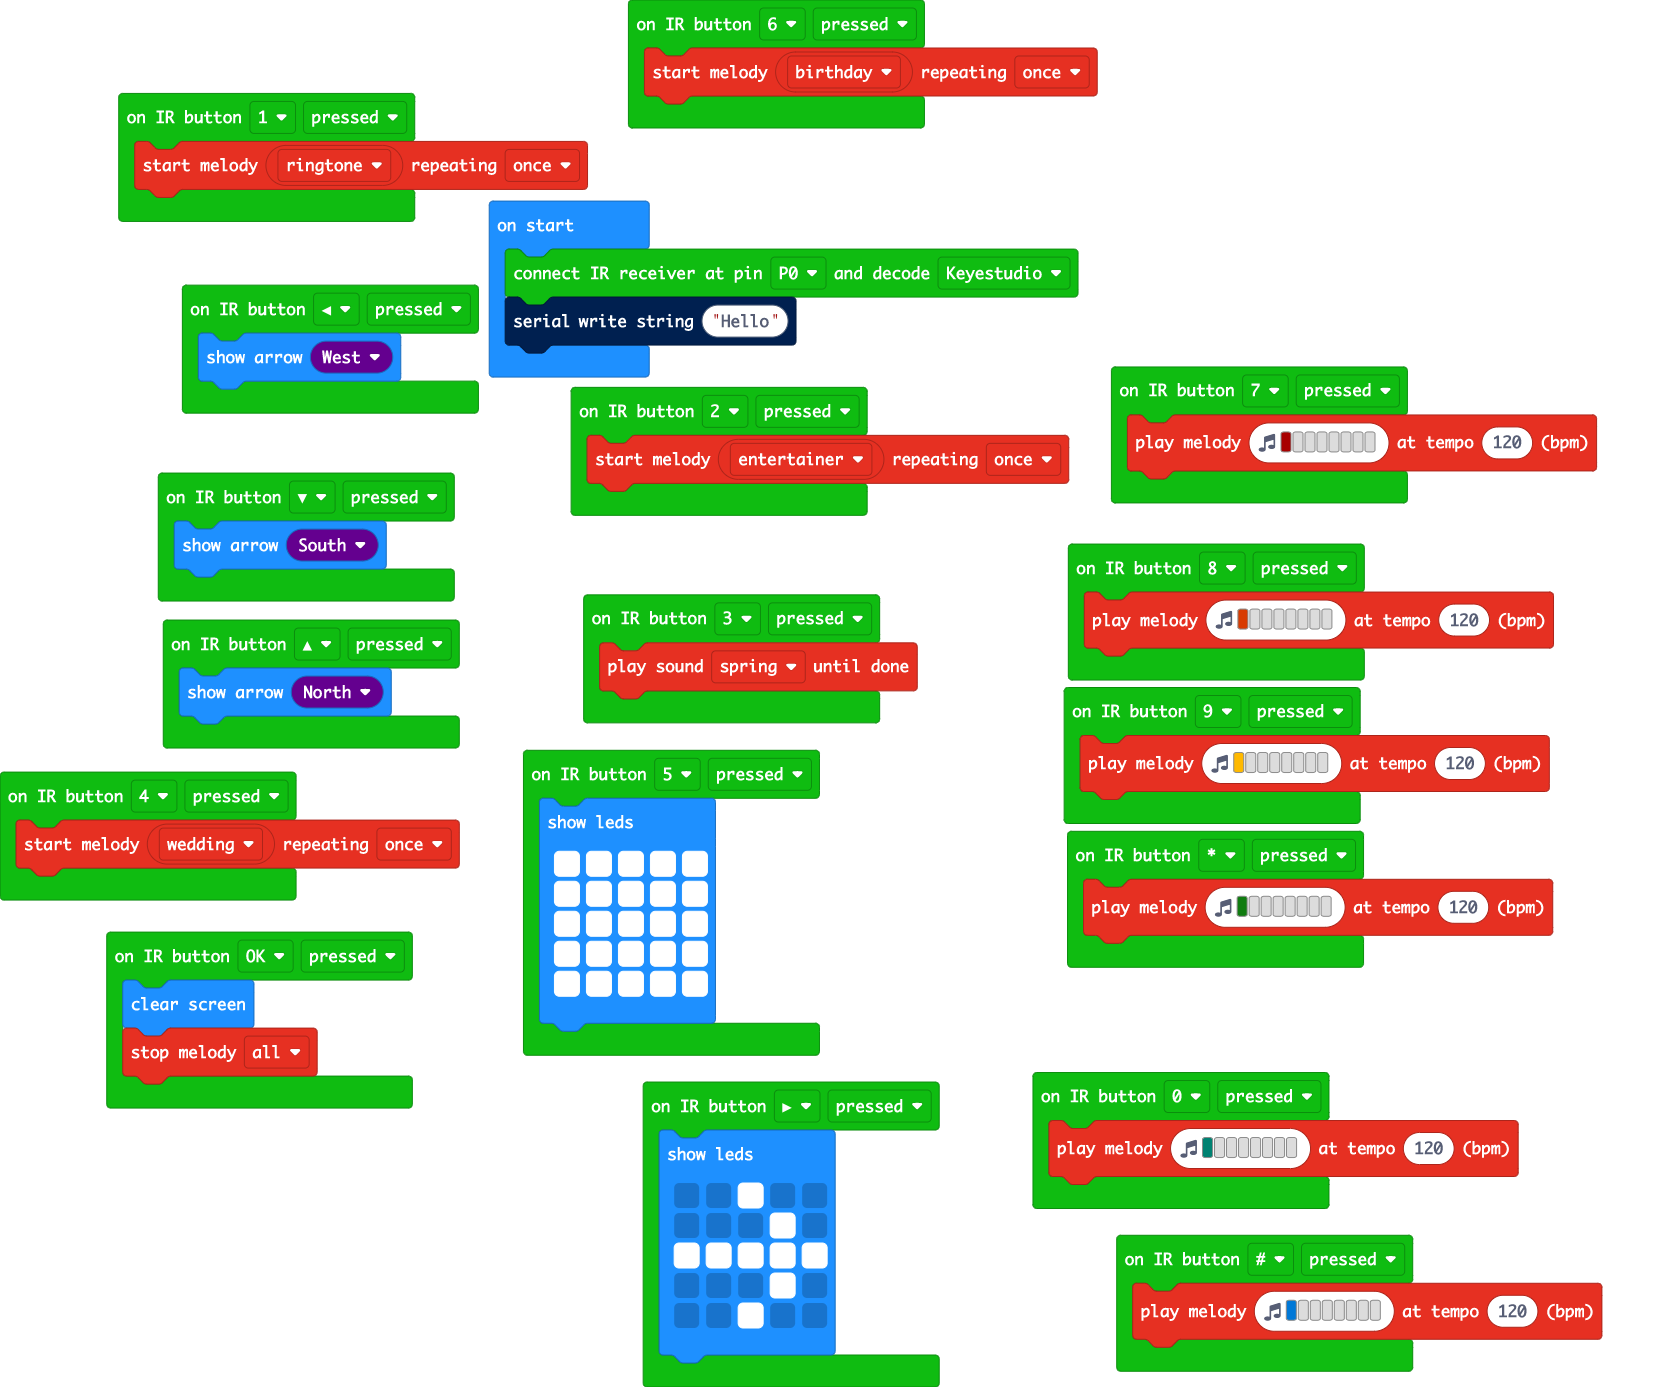 on IR button 6 pressed
start melody birthday repeating once
on IR button 1 pressed
start melody ringtone repeating once
on start
connect IR receiver at pin P0 and decode Keyestudio
serial write string "Hello"
on IR button ◀ pressed
show arrow West
on IR button 2 pressed
start melody entertainer repeating once
on IR button 7 pressed
play melody at tempo 120 (bpm)
on IR button ▼ pressed
show arrow South
on IR button 8 pressed
play melody at tempo 120 (bpm)
on IR button 3 pressed
play sound spring until done
on IR button ▲ pressed
show arrow North
on IR button 9 pressed
play melody at tempo 120 (bpm)
on IR button 4 pressed
start melody wedding repeating once
on IR button 5 pressed
show leds
on IR button * pressed
play melody at tempo 120 (bpm)
on IR button OK pressed
clear screen
stop melody all
on IR button ▶ pressed
show leds
on IR button 0 pressed
play melody at tempo 120 (bpm)
on IR button # pressed
play melody at tempo 120 (bpm)